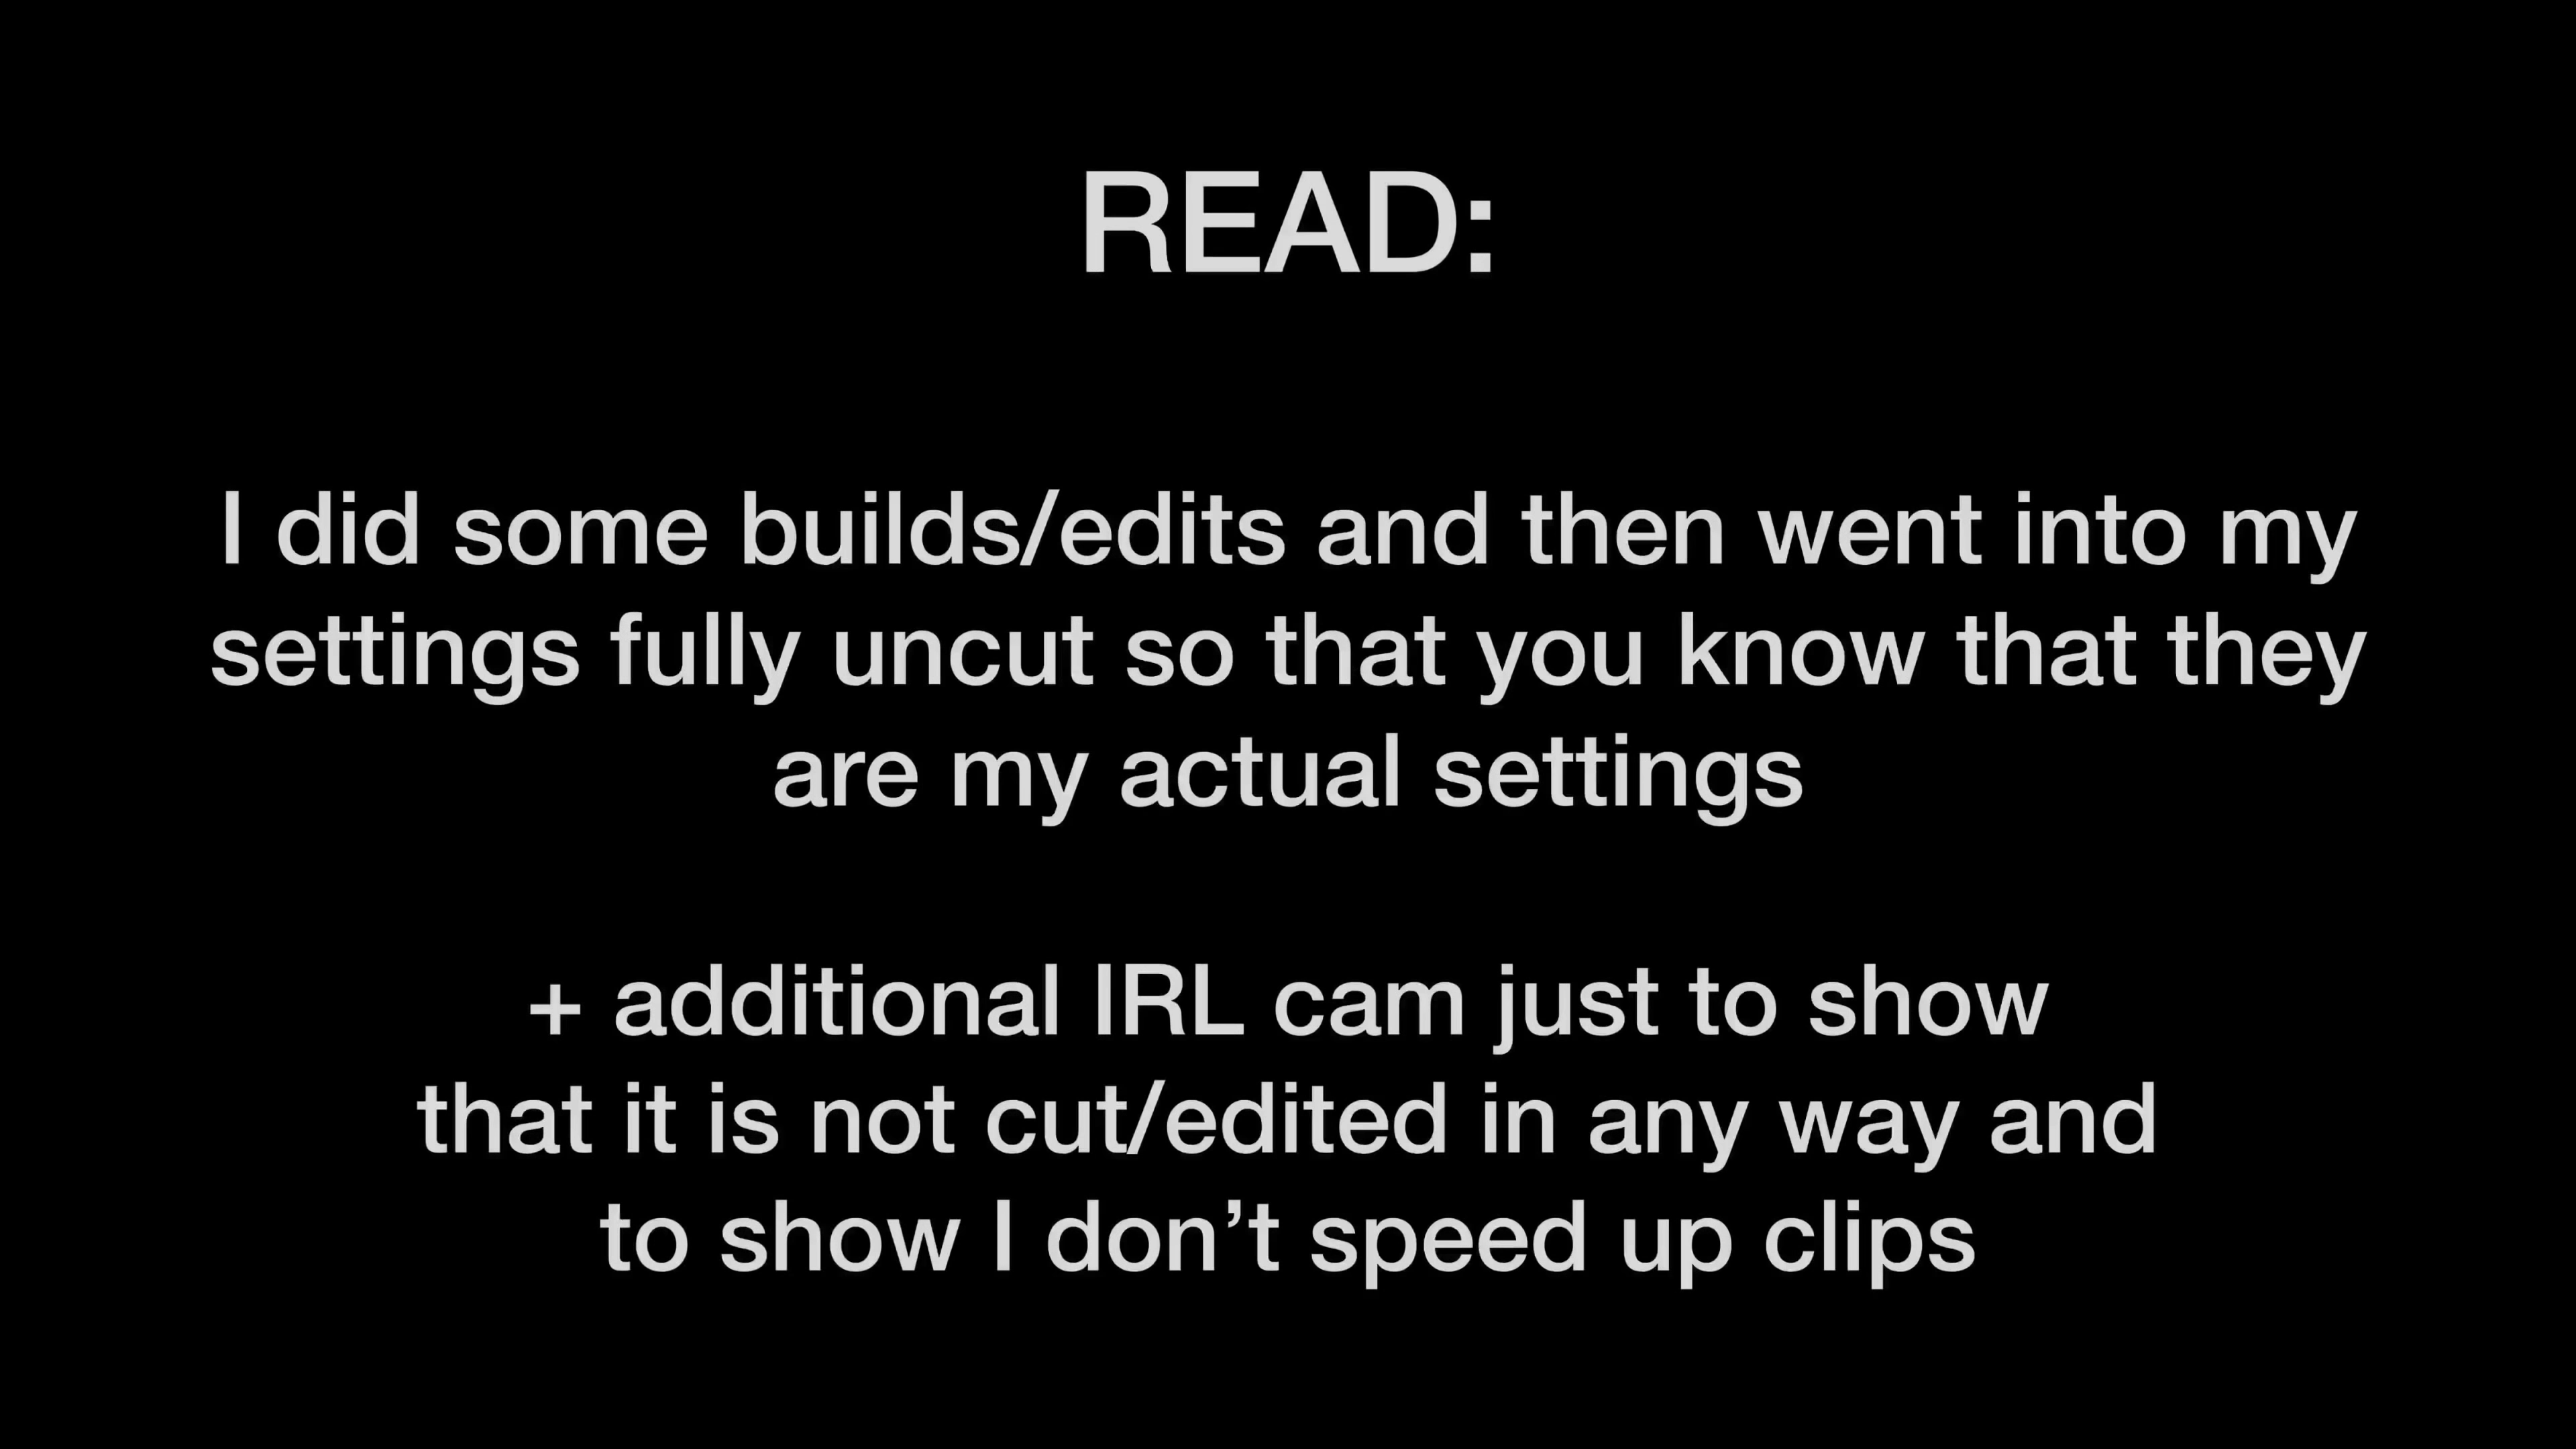 READ:
I did some builds/edits and then went into my
settings fully uncut so that you know that they
are my actual settings
+ additional IRL cam just to show
that it is not cut/edited in any way and
to show I don’t speed up clips